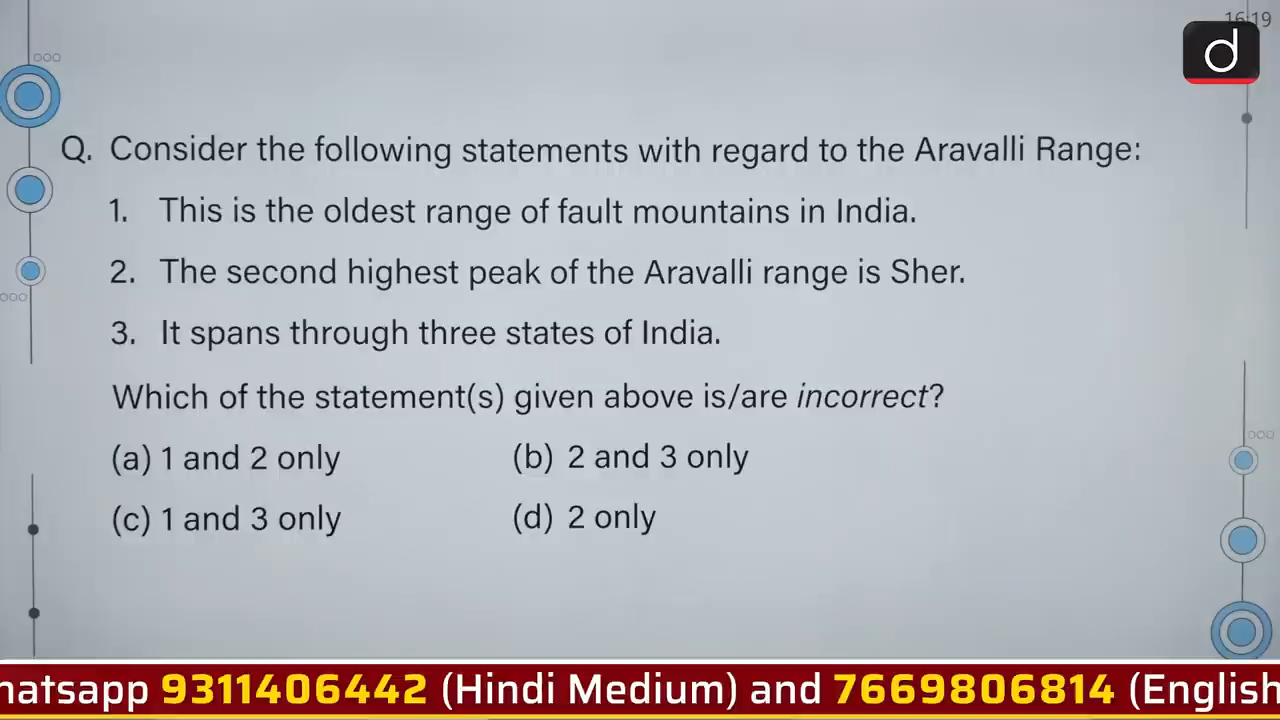 16:19
d
Q. Consider the following statements with regard to the Aravalli Range:
1. This is the oldest range of fault mountains in India.
2. The second highest peak of the Aravalli range is Sher.
3. It spans through three states of India.
Which of the statement(s) given above is/are incorrect?
(a) 1 and 2 only (b) 2 and 3 only
(c) 1 and 3 only (d) 2 only
hatsapp 9311406442 (Hindi Medium) and 7669806814 (English